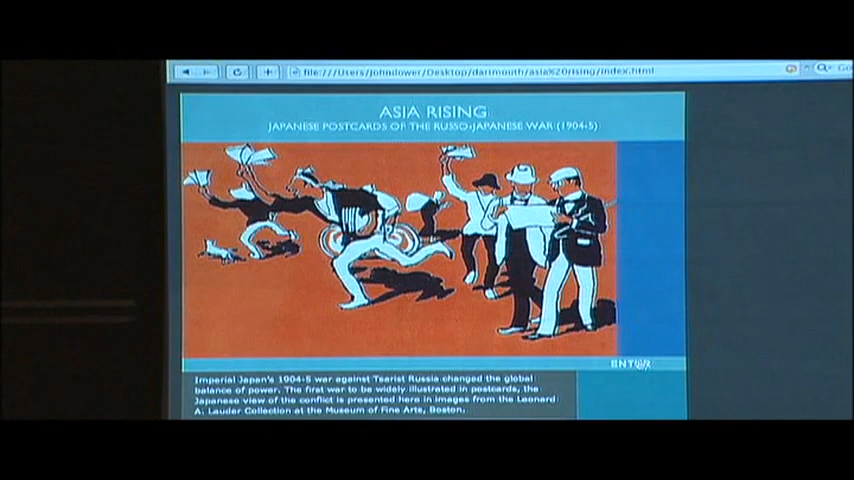 file:///Users/johndower/Desktop/dartmouth/asia%20rising/index.html
ASIA RISING
JAPANESE POSTCARDS OF THE RUSSO-JAPANESE WAR (1904-5)
ENTER
Imperial Japan's 1904-5 war against Tsarist Russia changed the global
balance of power. The first war to be widely illustrated in postcards, the
Japanese view of the conflict is presented here in images from the Leonard
A. Lauder Collection at the Museum of Fine Arts, Boston.